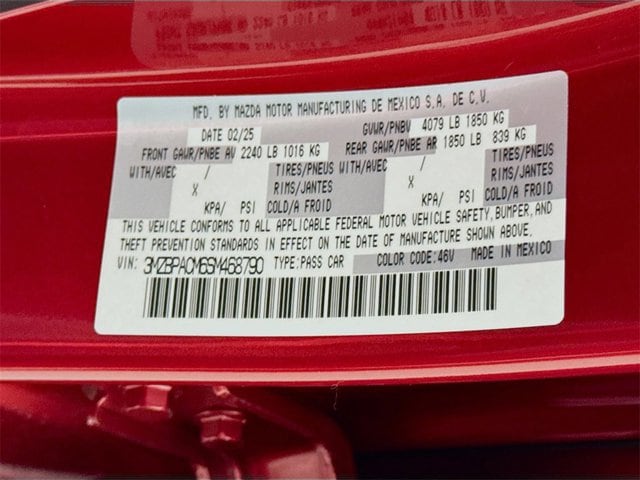 MFD. BY MAZDA MOTOR MANUFACTURING DE MEXICO S.A. DE C.V.
DATE 02/25 GVWR/PNBV 4079 LB 1850 KG
FRONT GAWR/PNBE AV 2240 LB 1016 KG REAR GAWR/PNBE AR 1850 LB 839 KG
WITH/AVEC / TIRES/PNEUS WITH/AVEC / TIRES/PNEUS
X RIMS/JANTES X RIMS/JANTES
KPA/ PSI COLD/A FROID KPA/ PSI COLD/A FROID
THIS VEHICLE CONFORMS TO ALL APPLICABLE FEDERAL MOTOR VEHICLE SAFETY, BUMPER, AND
THEFT PREVENTION STANDARDS IN EFFECT ON THE DATE OF MANUFACTURE SHOWN ABOVE.
VIN: 3MZBPACM6SM468790 TYPE:PASS CAR COLOR CODE:46V MADE IN MEXICO